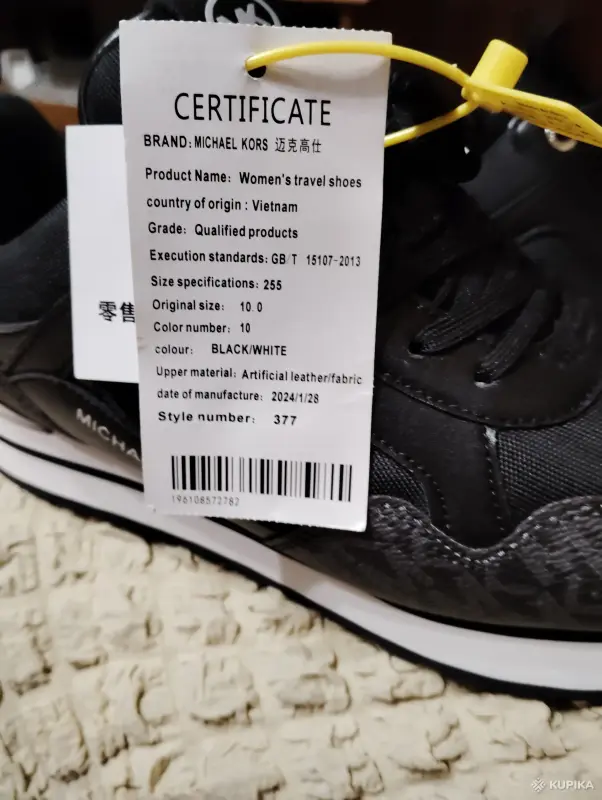 MK
CERTIFICATE
BRAND: MICHAEL KORS 迈克高仕
Product Name: Women's travel shoes
country of origin : Vietnam
Grade: Qualified products
Execution standards: GB/T 15107-2013
Size specifications: 255
Original size: 10.0
Color number: 10
colour: BLACK/WHITE
Upper material: Artificial leather/fabric
date of manufacture: 2024/1/28
Style number: 377
196108572782
零售
MICHA
KUPIKA